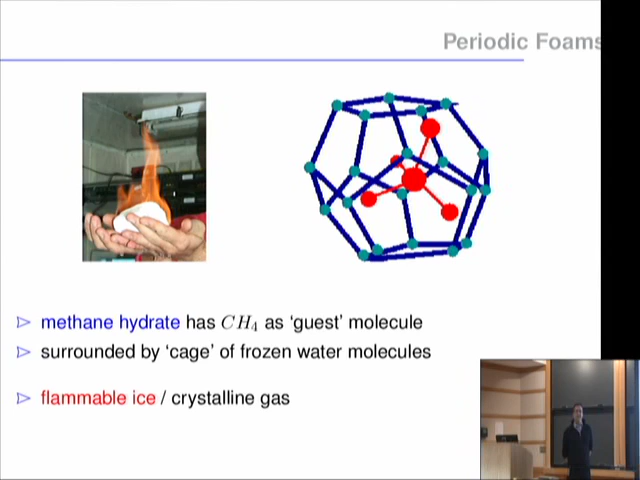 Periodic Foams
▷ methane hydrate has CH₄ as ‘guest’ molecule
▷ surrounded by ‘cage’ of frozen water molecules
▷ flammable ice / crystalline gas